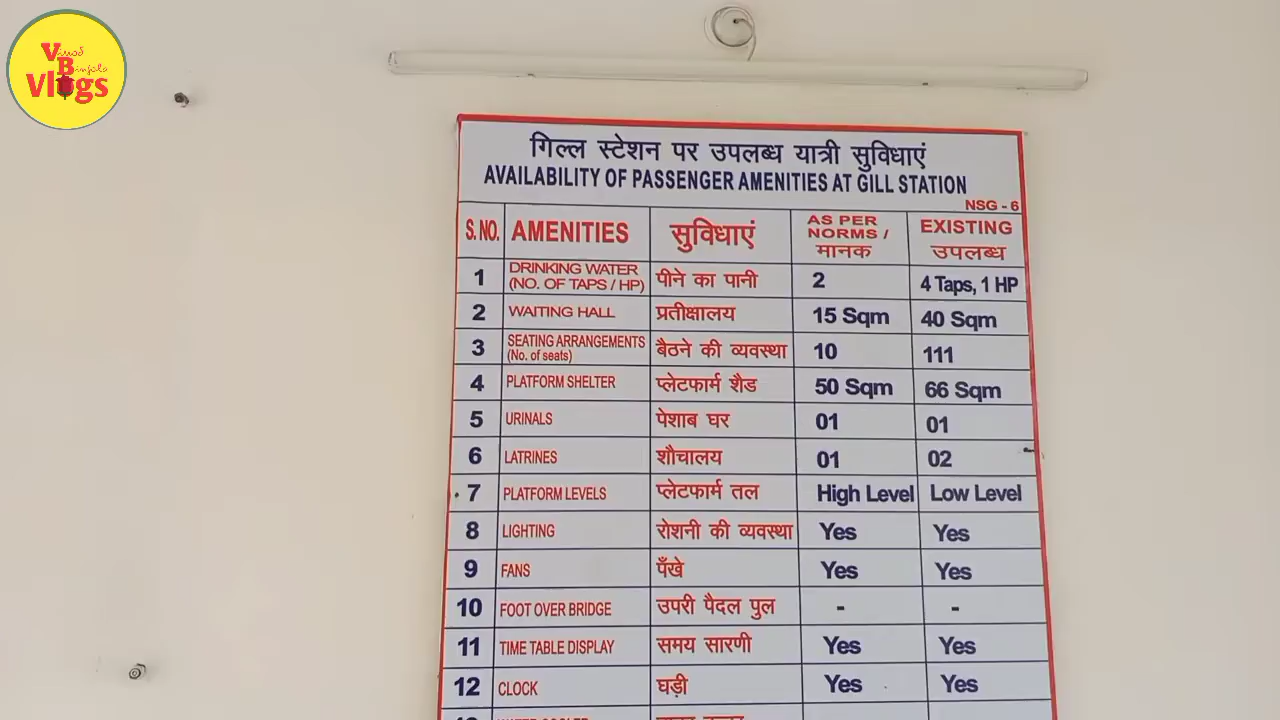 Vinod
Binjola
Vlogs
गिल्ल स्टेशन पर उपलब्ध यात्री सुविधाएं
AVAILABILITY OF PASSENGER AMENITIES AT GILL STATION
NSG - 6
S. NO. AMENITIES सुविधाएं AS PER NORMS / मानक EXISTING उपलब्ध
1 DRINKING WATER (NO. OF TAPS / HP) पीने का पानी 2 4 Taps, 1 HP
2 WAITING HALL प्रतीक्षालय 15 Sqm 40 Sqm
3 SEATING ARRANGEMENTS (No. of seats) बैठने की व्यवस्था 10 111
4 PLATFORM SHELTER प्लेटफार्म शैड 50 Sqm 66 Sqm
5 URINALS पेशाब घर 01 01
6 LATRINES शौचालय 01 02
7 PLATFORM LEVELS प्लेटफार्म तल High Level Low Level
8 LIGHTING रोशनी की व्यवस्था Yes Yes
9 FANS पँखे Yes Yes
10 FOOT OVER BRIDGE उपरी पैदल पुल - -
11 TIME TABLE DISPLAY समय सारणी Yes Yes
12 CLOCK घड़ी Yes Yes